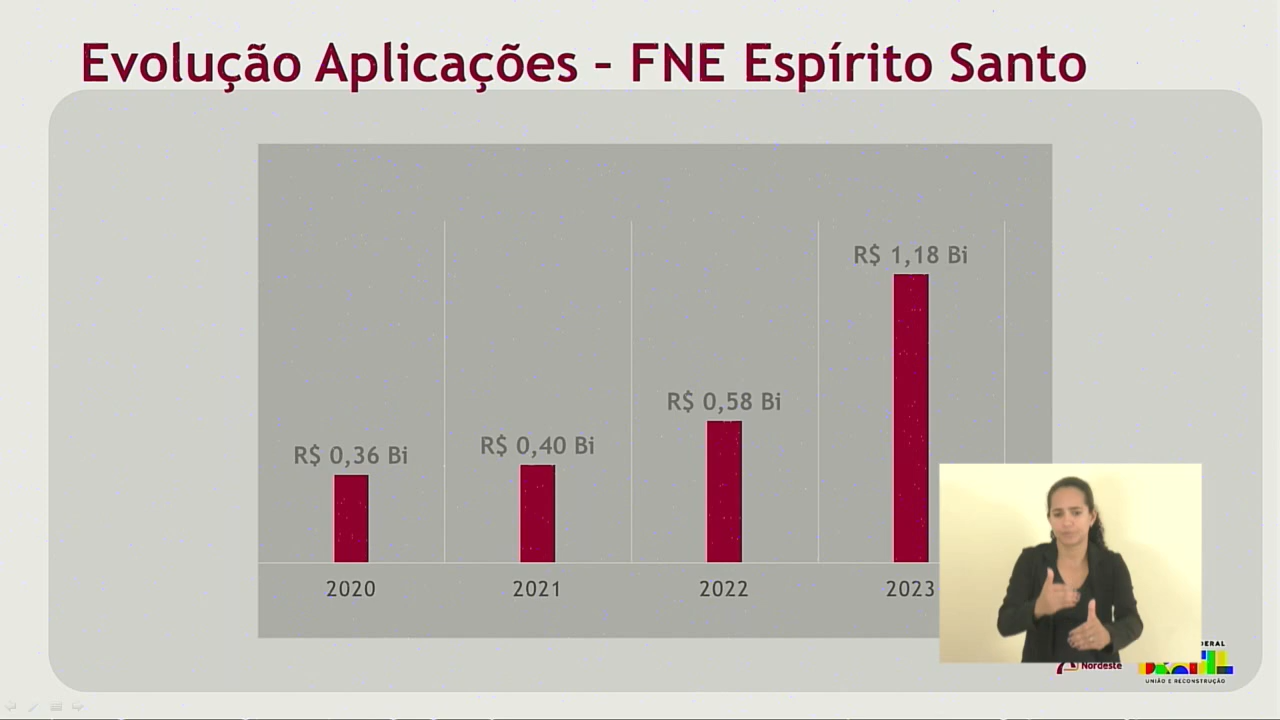 Evolução Aplicações – FNE Espírito Santo
R$ 1,18 Bi
R$ 0,58 Bi
R$ 0,40 Bi
R$ 0,36 Bi
2020 2021 2022 2023
Nordeste
UNIÃO E RECONSTRUÇÃO